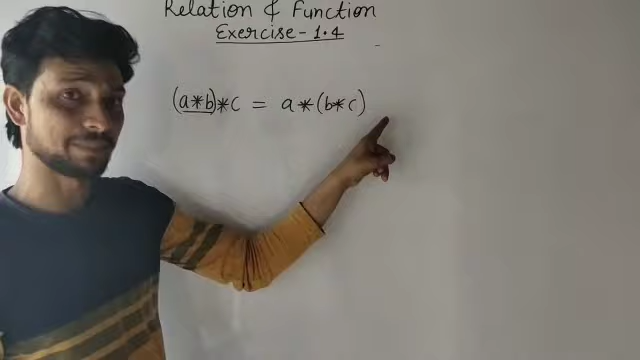 Relation & Function
Exercise - 1.4
(a*b)*c = a*(b*c)